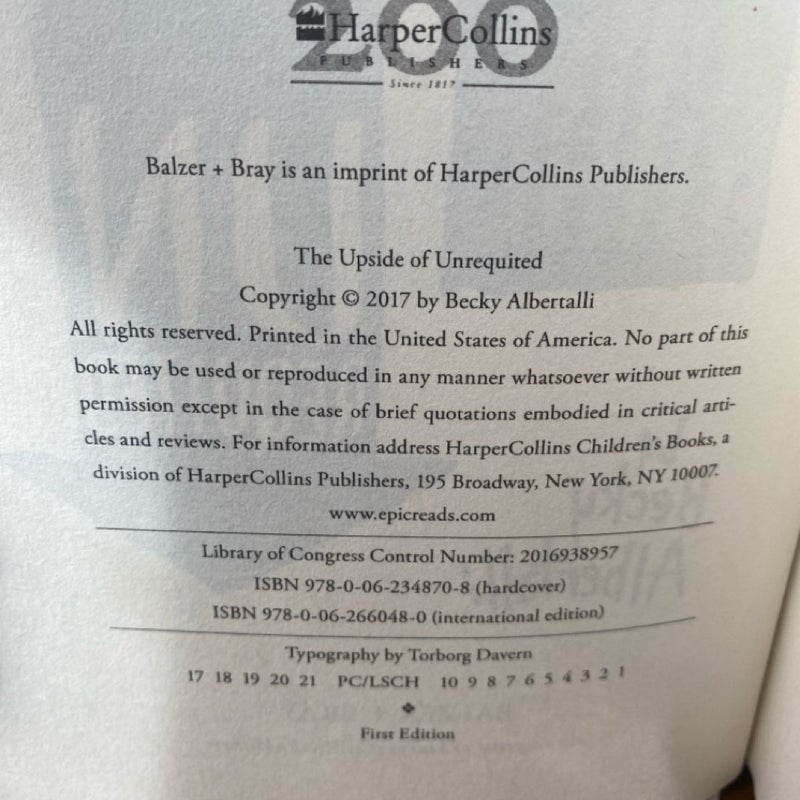 200
HarperCollins
PUBLISHERS
Since 1817
Balzer + Bray is an imprint of HarperCollins Publishers.
The Upside of Unrequited
Copyright © 2017 by Becky Albertalli
All rights reserved. Printed in the United States of America. No part of this
book may be used or reproduced in any manner whatsoever without written
permission except in the case of brief quotations embodied in critical arti-
cles and reviews. For information address HarperCollins Children's Books, a
division of HarperCollins Publishers, 195 Broadway, New York, NY 10007.
www.epicreads.com
Library of Congress Control Number: 2016938957
ISBN 978-0-06-234870-8 (hardcover)
ISBN 978-0-06-266048-0 (international edition)
Typography by Torborg Davern
17 18 19 20 21 PC/LSCH 10 9 8 7 6 5 4 3 2 1
❖
First Edition